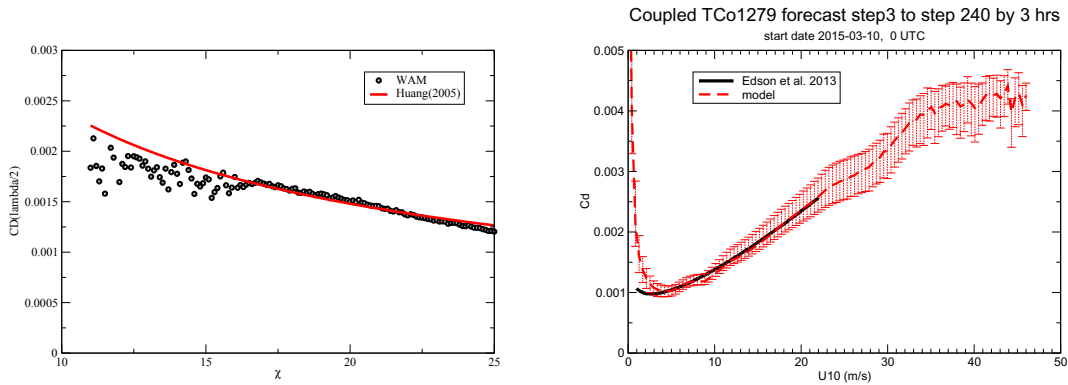 0.003
0.0025
0.002
0.0015
0.001
0.0005
0
CD(lambda/2)
10
15
20
25
χ
WAM
Huang(2005)
Coupled TCo1279 forecast step3 to step 240 by 3 hrs
start date 2015-03-10, 0 UTC
0.005
0.004
0.003
0.002
0.001
0
Cd
0
10
20
30
40
50
U10 (m/s)
Edson et al. 2013
model